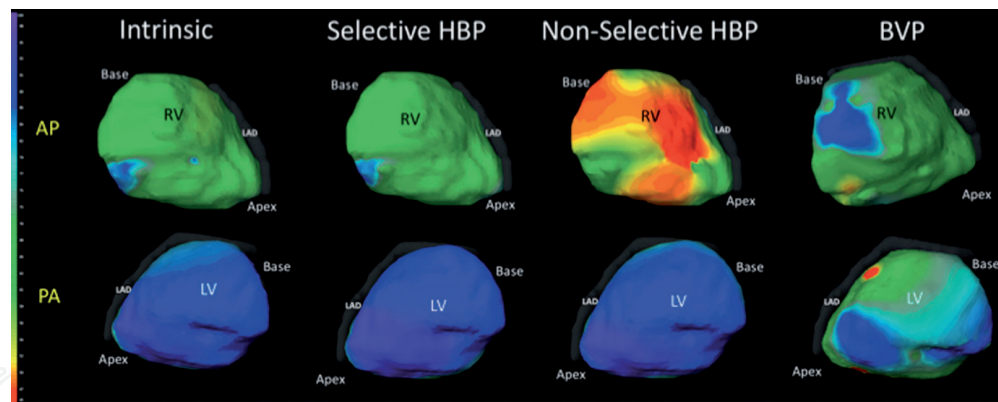 Intrinsic Selective HBP Non-Selective HBP BVP
Base Base Base Base
AP RV RV RV RV
LAD LAD LAD LAD
Apex Apex Apex Apex
PA LV LV LV LV
Base Base Base Base
LAD LAD LAD LAD
Apex Apex Apex Apex